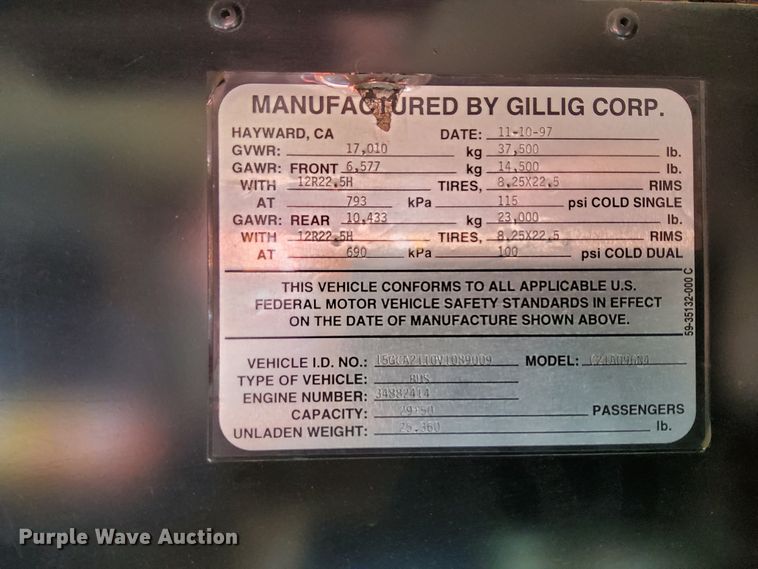 MANUFACTURED BY GILLIG CORP.
HAYWARD, CA DATE: 11-10-97
GVWR: 17,010 kg 37,500 lb.
GAWR: FRONT 6,577 kg 14,500 lb.
WITH 12R22.5H TIRES, 8.25X22.5 RIMS
AT 793 kPa 115 psi COLD SINGLE
GAWR: REAR 10,433 kg 23,000 lb.
WITH 12R22.5H TIRES, 8.25X22.5 RIMS
AT 690 kPa 100 psi COLD DUAL
THIS VEHICLE CONFORMS TO ALL APPLICABLE U.S.
FEDERAL MOTOR VEHICLE SAFETY STANDARDS IN EFFECT
ON THE DATE OF MANUFACTURE SHOWN ABOVE.
59-35132-000 C
VEHICLE I.D. NO.: MODEL:
TYPE OF VEHICLE: BUS
ENGINE NUMBER: 34882414
CAPACITY: PASSENGERS
UNLADEN WEIGHT: 25,360 lb.
Purple Wave Auction